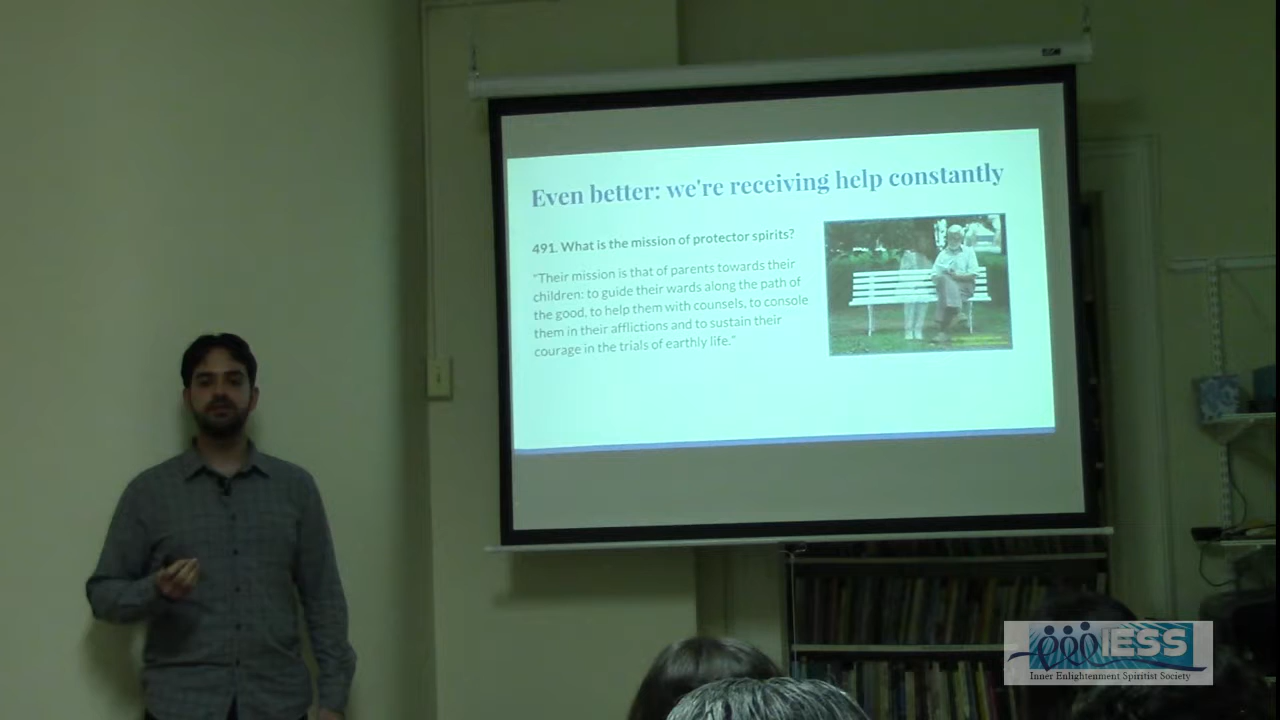 Even better: we're receiving help constantly
491. What is the mission of protector spirits?
"Their mission is that of parents towards their
children: to guide their wards along the path of
the good, to help them with counsels, to console
them in their afflictions and to sustain their
courage in the trials of earthly life."
IESS
Inner Enlightenment Spiritist Society